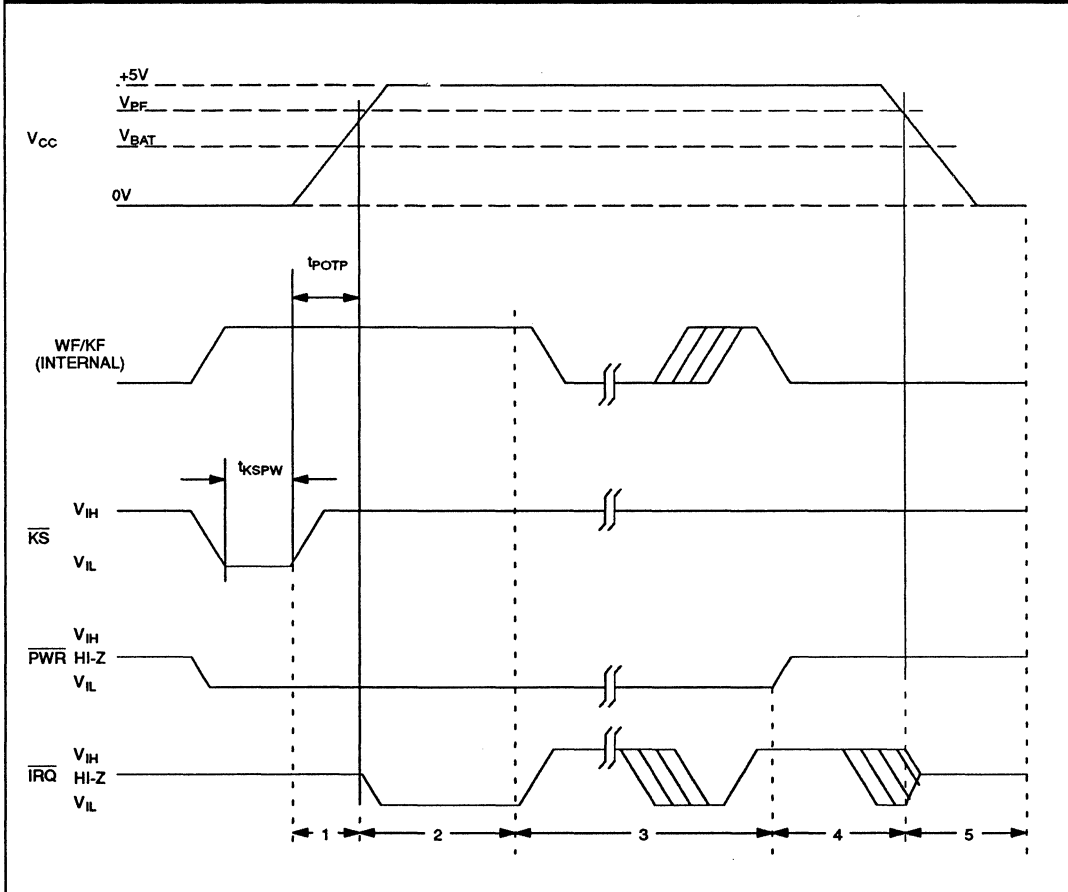 +5V
VPF
VCC
VBAT
0V
tPOTP
WF/KF
(INTERNAL)
tKSPW
VIH
KS
VIL
VIH
PWR HI-Z
VIL
VIH
IRQ HI-Z
VIL
1 2 3 4 5